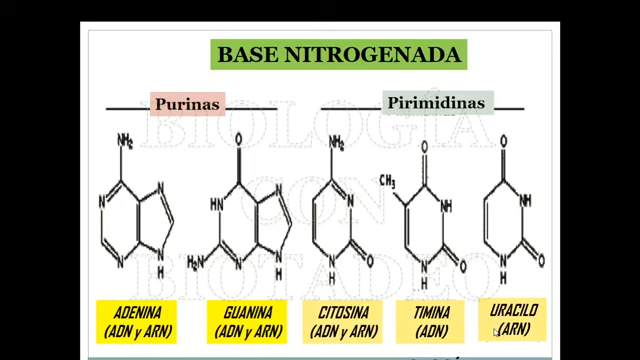 BASE NITROGENADA
Purinas
Pirimidinas
BIOLOGÍA
CON
BIOTADEO
NH₂
N
N
N
N
H
O
HN
H₂N
N
N
N
H
NH₂
N
N
H
O
O
CH₃
NH
N
H
O
O
NH
N
H
O
ADENINA
(ADN y ARN)
GUANINA
(ADN y ARN)
CITOSINA
(ADN y ARN)
TIMINA
(ADN)
URACILO
(ARN)